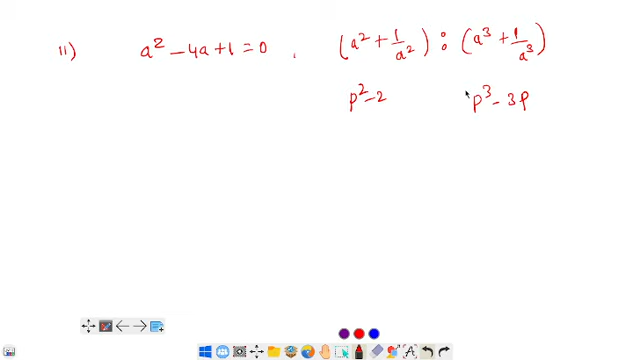 11) a² − 4a + 1 = 0 , (a² + 1/a²) : (a³ + 1/a³)
p² − 2 p³ − 3p